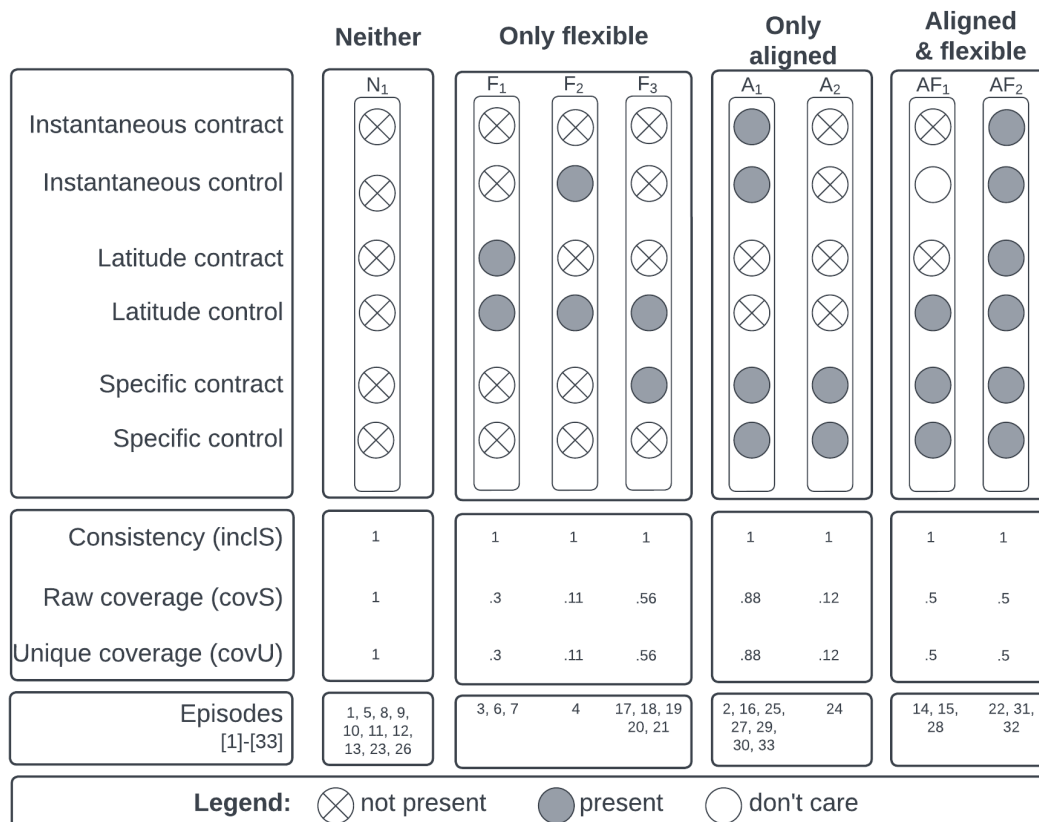 Neither
Only flexible
Only
aligned
Aligned
& flexible
N1
F1
F2
F3
A1
A2
AF1
AF2
Instantaneous contract
Instantaneous control
Latitude contract
Latitude control
Specific contract
Specific control
Consistency (inclS)
1
1
1
1
1
1
1
1
Raw coverage (covS)
1
.3
.11
.56
.88
.12
.5
.5
Unique coverage (covU)
1
.3
.11
.56
.88
.12
.5
.5
Episodes
[1]-[33]
1, 5, 8, 9,
10, 11, 12,
13, 23, 26
3, 6, 7
4
17, 18, 19
20, 21
2, 16, 25,
27, 29,
30, 33
24
14, 15,
28
22, 31,
32
Legend:
not present
present
don't care